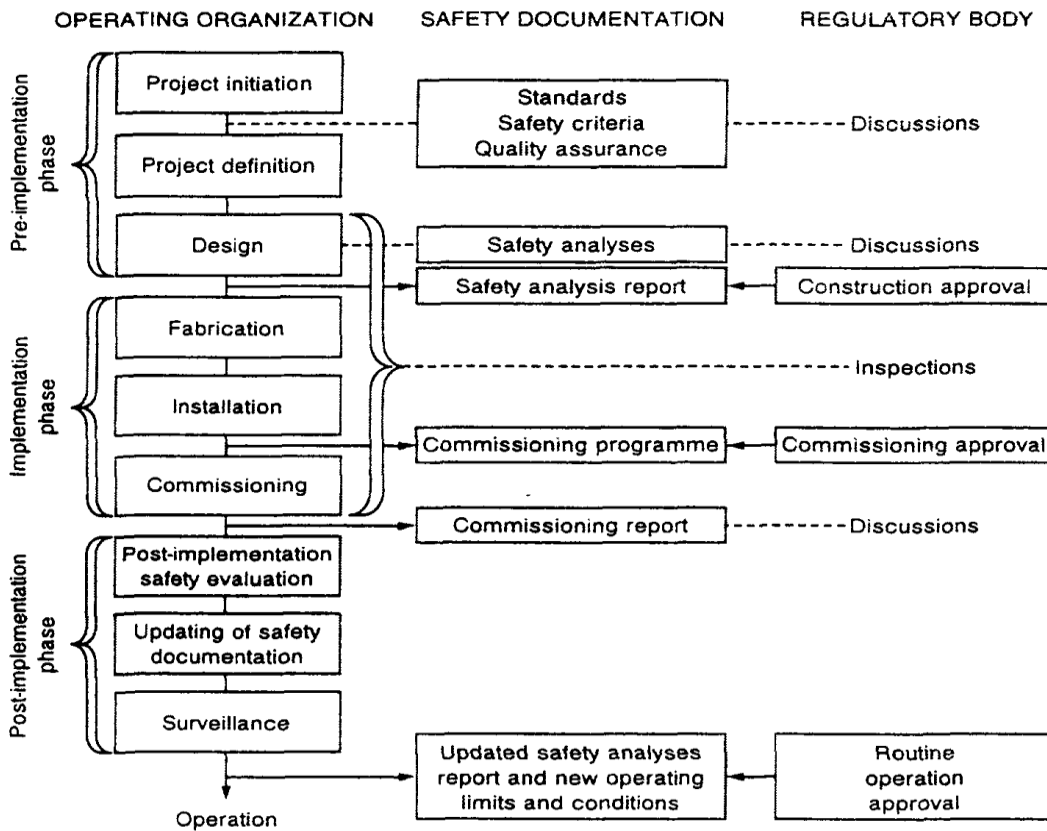 OPERATING ORGANIZATION
SAFETY DOCUMENTATION
REGULATORY BODY
Pre-implementation
phase
Project initiation
Standards
Safety criteria
Quality assurance
Discussions
Project definition
Design
Safety analyses
Discussions
Safety analysis report
Construction approval
Implementation
phase
Fabrication
Inspections
Installation
Commissioning programme
Commissioning approval
Commissioning
Commissioning report
Discussions
Post-implementation
phase
Post-implementation
safety evaluation
Updating of safety
documentation
Surveillance
Updated safety analyses
report and new operating
limits and conditions
Routine
operation
approval
Operation